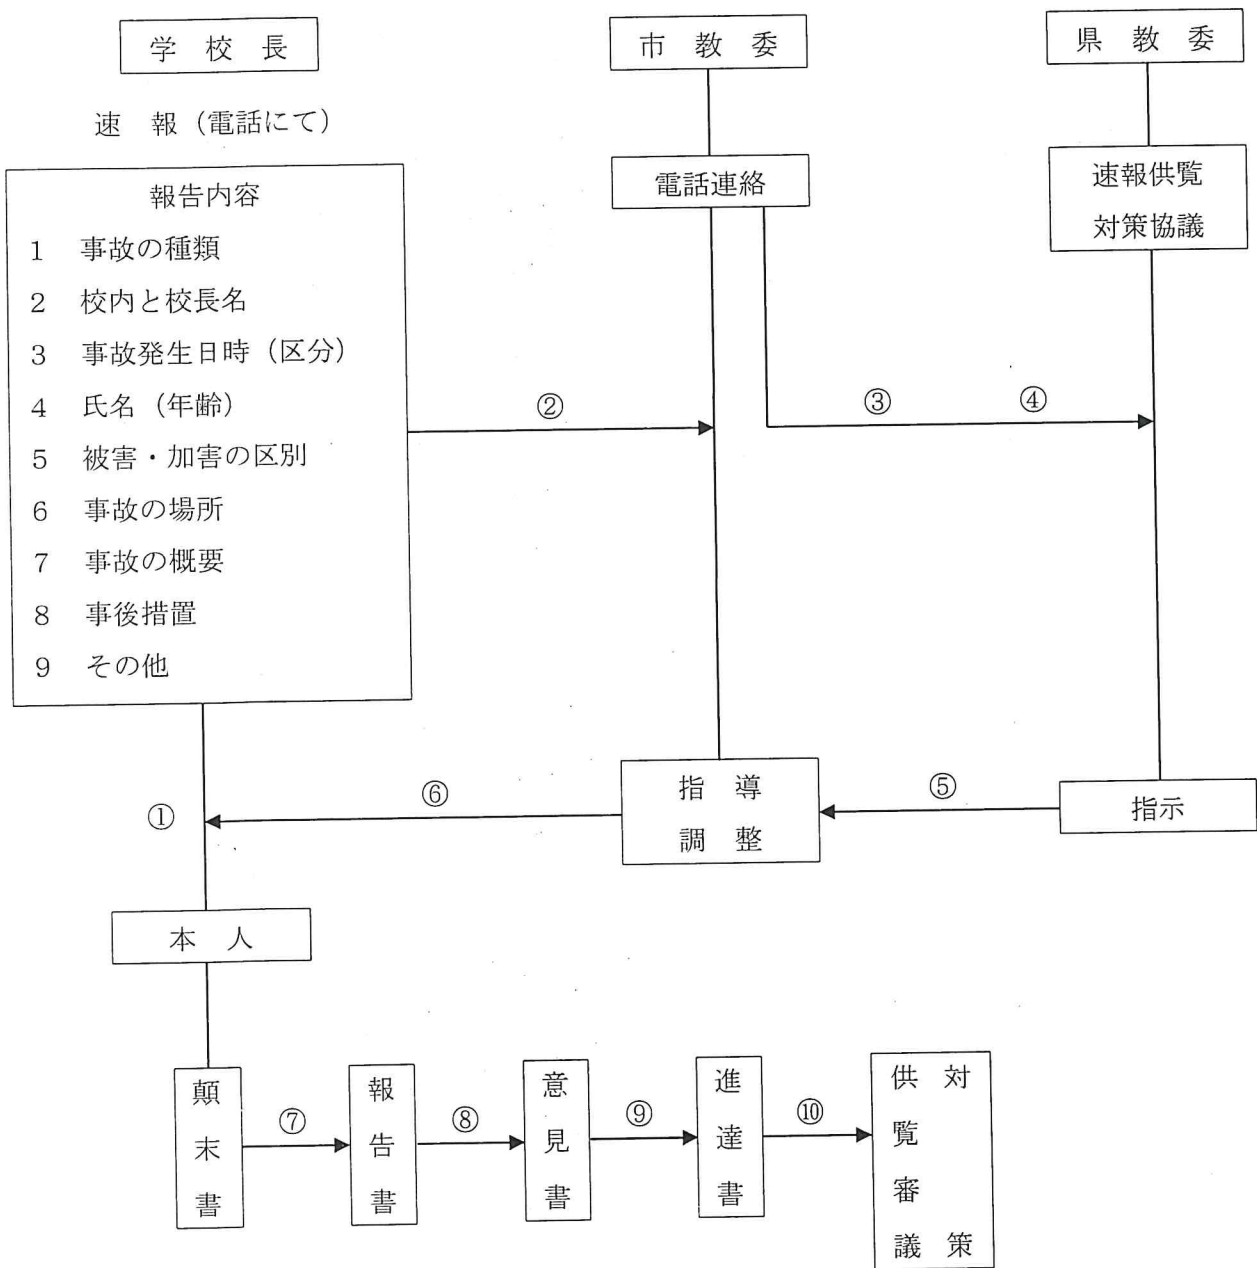 学校長
市教委
県教委
速 報（電話にて）
電話連絡
速報供覧
対策協議
報告内容
1 事故の種類
2 校内と校長名
3 事故発生日時（区分）
4 氏名（年齢）
5 被害・加害の区別
6 事故の場所
7 事故の概要
8 事後措置
9 その他
②
③
④
①
⑥
指 導
調 整
⑤
指示
本 人
顛末書
⑦
報告書
⑧
意見書
⑨
進達書
⑩
供覧審議
対策